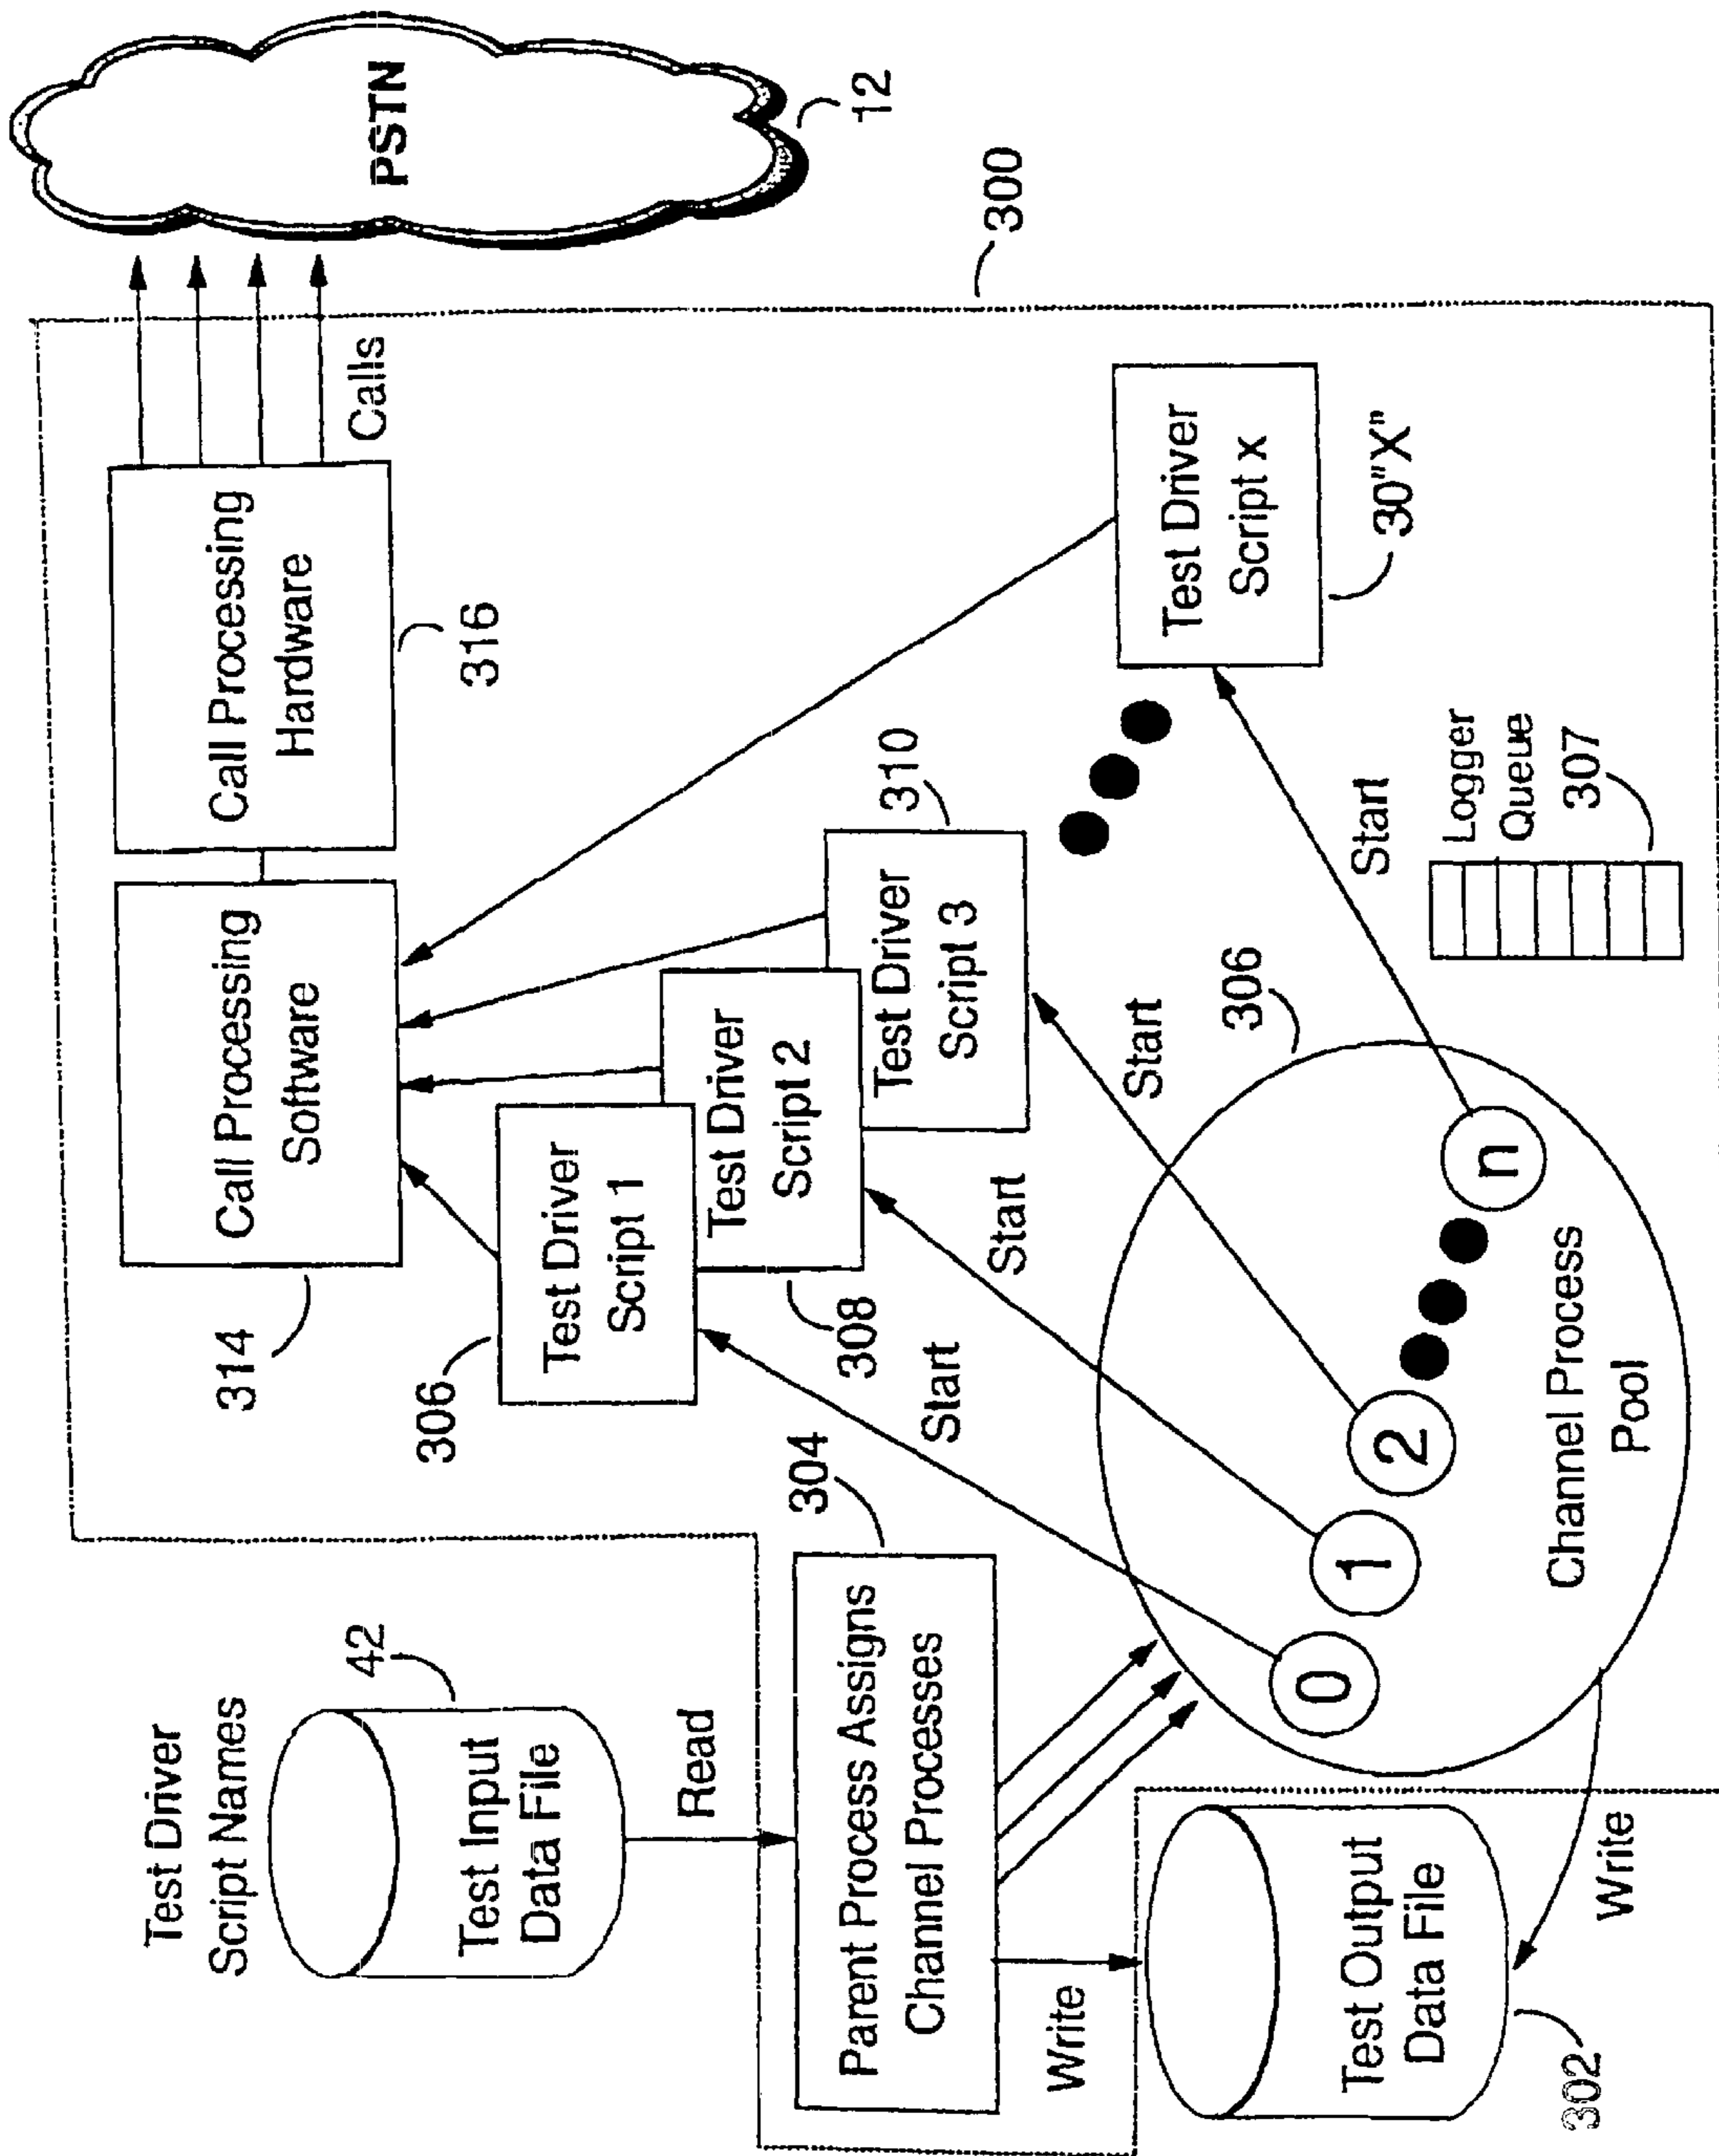 Test Driver
Script Names
42
Test Input
Data File
Read
304
Parent Process Assigns
Channel Processes
Write
Test Output
Data File
302
Write
314
Call Processing
Software
Call Processing
Hardware
316
Calls
PSTN
12
300
306
Test Driver
Script 1
308
Test Driver
Script 2
310
Test Driver
Script 3
Test Driver
Script x
30"X"
Start
Start
Start
Start
306
0
1
2
n
Channel Process
Pool
Logger
Queue
307